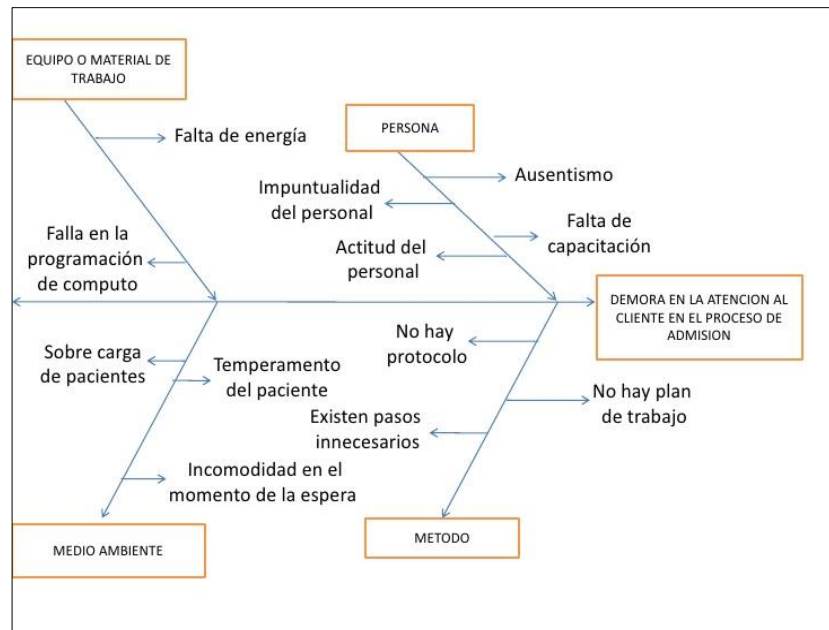 EQUIPO O MATERIAL DE
TRABAJO
Falta de energía
Falla en la
programación
de computo
PERSONA
Ausentismo
Impuntualidad
del personal
Falta de
capacitación
Actitud del
personal
DEMORA EN LA ATENCION AL
CLIENTE EN EL PROCESO DE
ADMISION
Sobre carga
de pacientes
Temperamento
del paciente
Incomodidad en el
momento de la espera
MEDIO AMBIENTE
No hay
protocolo
No hay plan
de trabajo
Existen pasos
innecesarios
METODO